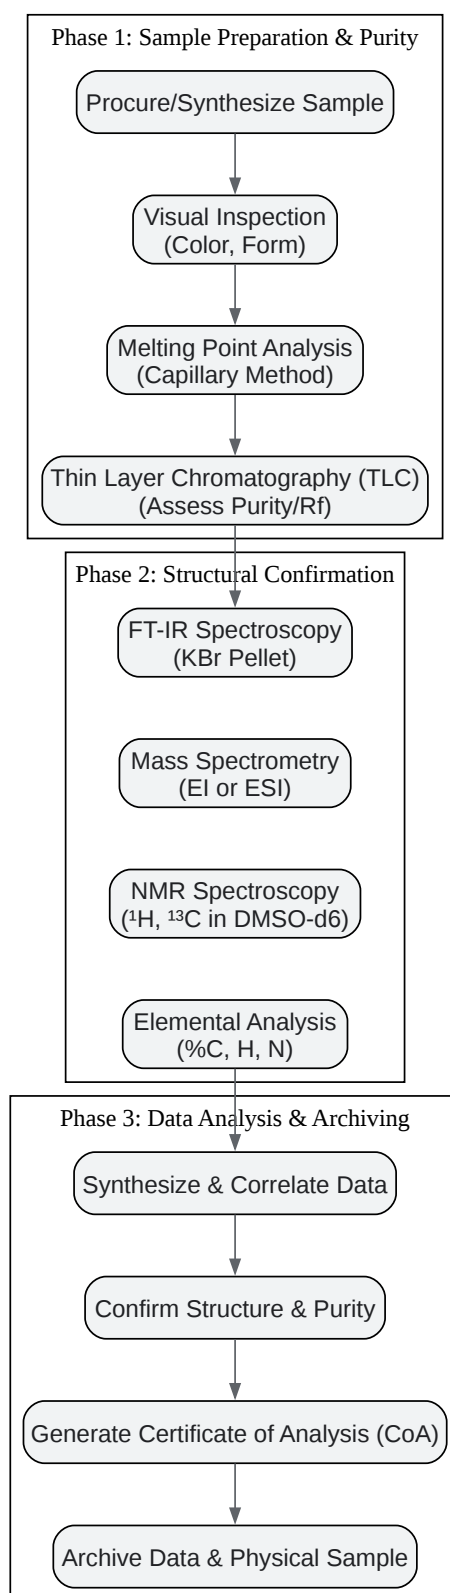 Phase 1: Sample Preparation & Purity
Procure/Synthesize Sample
Visual Inspection
(Color, Form)
Melting Point Analysis
(Capillary Method)
Thin Layer Chromatography (TLC)
(Assess Purity/Rf)
Phase 2: Structural Confirmation
FT-IR Spectroscopy
(KBr Pellet)
Mass Spectrometry
(EI or ESI)
NMR Spectroscopy
(¹H, ¹³C in DMSO-d6)
Elemental Analysis
(%C, H, N)
Phase 3: Data Analysis & Archiving
Synthesize & Correlate Data
Confirm Structure & Purity
Generate Certificate of Analysis (CoA)
Archive Data & Physical Sample